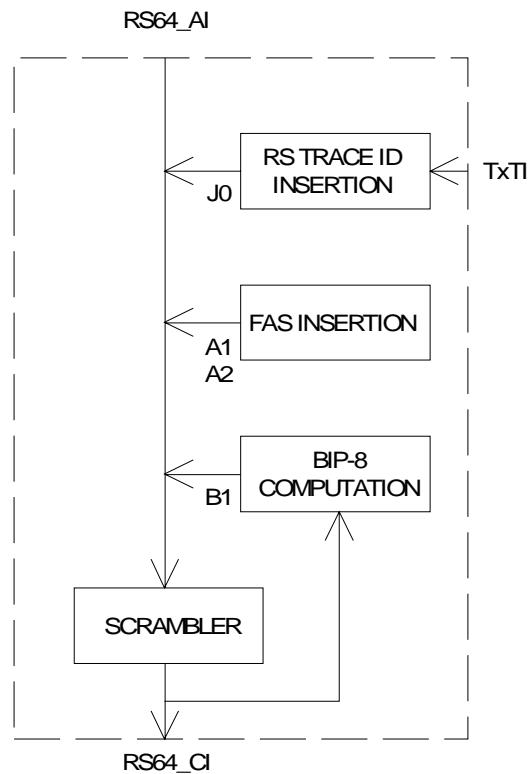 RS64_AI
RS TRACE ID
INSERTION
TxTI
J0
FAS INSERTION
A1
A2
BIP-8
COMPUTATION
B1
SCRAMBLER
RS64_CI